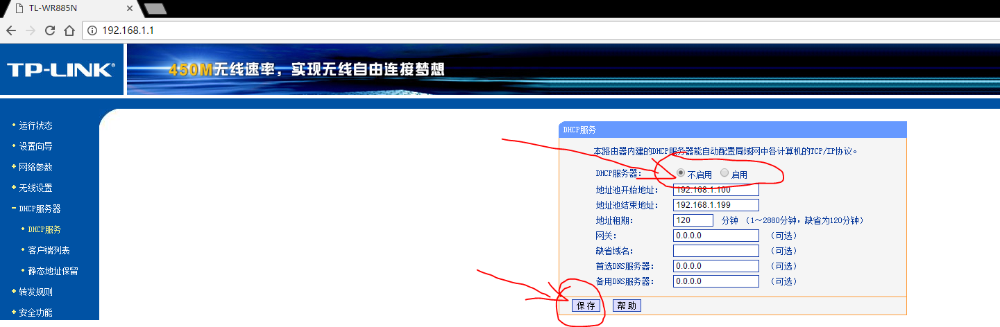 TL-WR885N
192.168.1.1
TP-LINK®
450M无线速率，实现无线自由连接梦想
运行状态
设置向导
网络参数
无线设置
DHCP服务器
DHCP服务
客户端列表
静态地址保留
转发规则
安全功能
DHCP服务
本路由器内建的DHCP服务器能自动配置局域网中各计算机的TCP/IP协议。
DHCP服务器： 不启用 启用
地址池开始地址： 192.168.1.100
地址池结束地址： 192.168.1.199
地址租期： 120 分钟 （1～2880分钟，缺省为120分钟）
网关： 0.0.0.0 （可选）
缺省域名： （可选）
首选DNS服务器： 0.0.0.0 （可选）
备用DNS服务器： 0.0.0.0 （可选）
保存 帮助